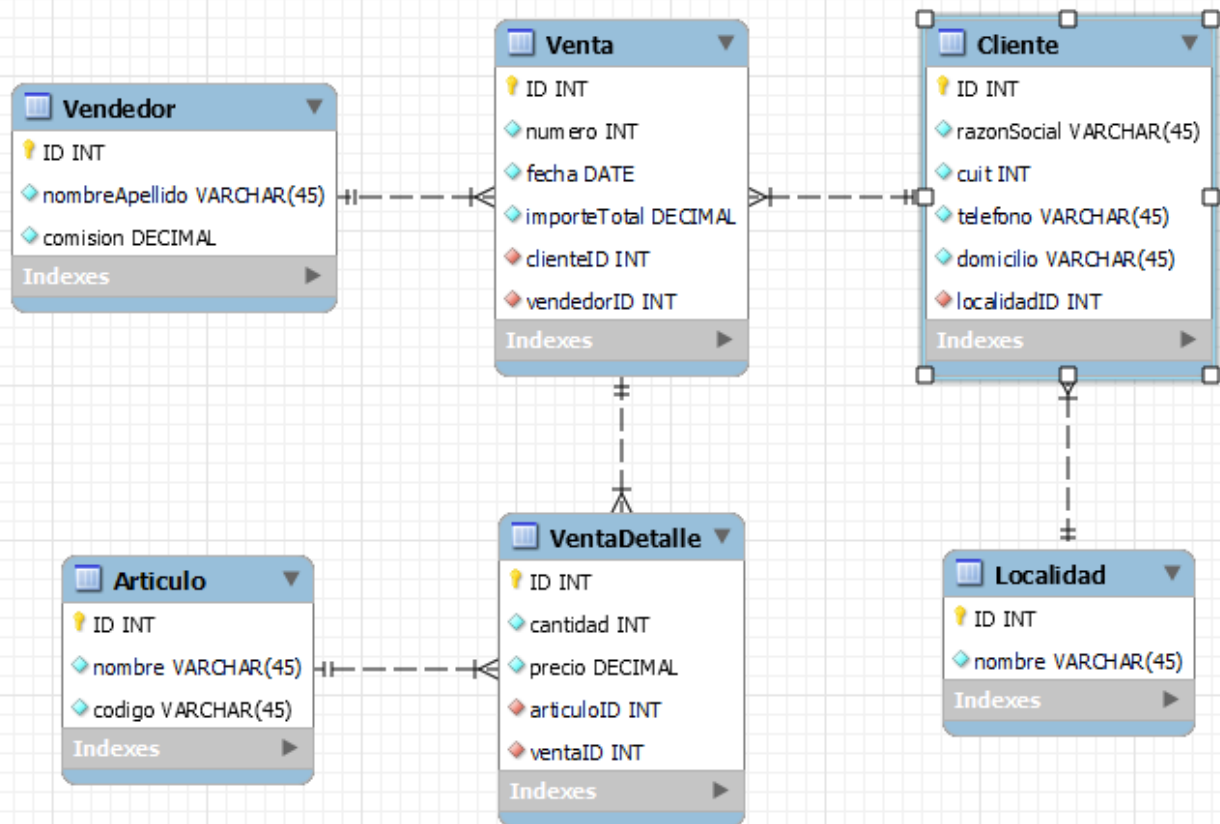 Vendedor
ID INT
nombreApellido VARCHAR(45)
comision DECIMAL
Indexes
Venta
ID INT
numero INT
fecha DATE
importeTotal DECIMAL
clienteID INT
vendedorID INT
Indexes
Cliente
ID INT
razonSocial VARCHAR(45)
cuit INT
telefono VARCHAR(45)
domicilio VARCHAR(45)
localidadID INT
Indexes
Articulo
ID INT
nombre VARCHAR(45)
codigo VARCHAR(45)
Indexes
VentaDetalle
ID INT
cantidad INT
precio DECIMAL
articuloID INT
ventaID INT
Indexes
Localidad
ID INT
nombre VARCHAR(45)
Indexes